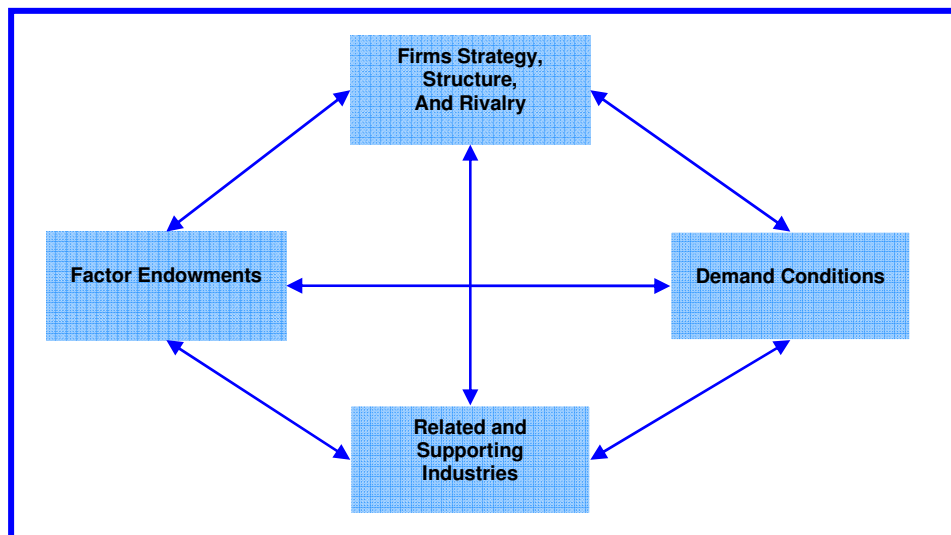 Firms Strategy,
Structure,
And Rivalry
Factor Endowments
Demand Conditions
Related and
Supporting
Industries